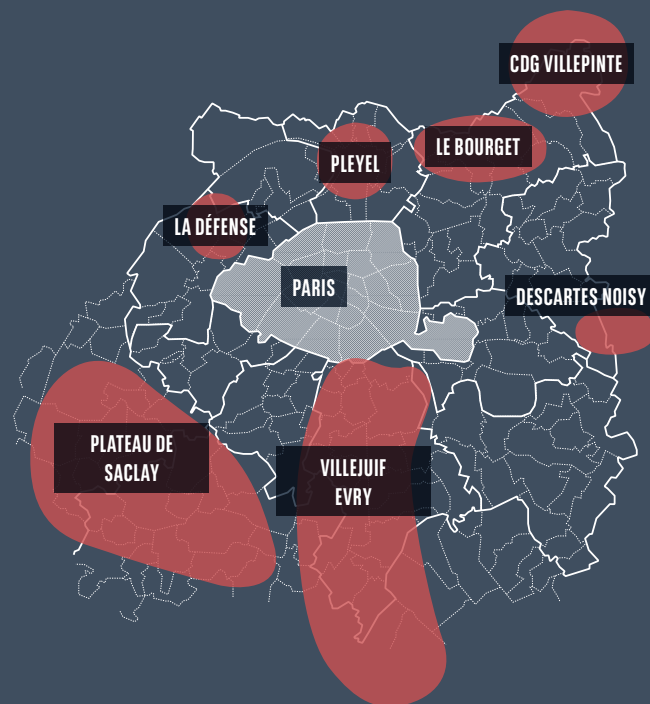 CDG VILLEPINTE
LE BOURGET
PLEYEL
LA DÉFENSE
PARIS
DESCARTES NOISY
PLATEAU DE
SACLAY
VILLEJUIF
EVRY